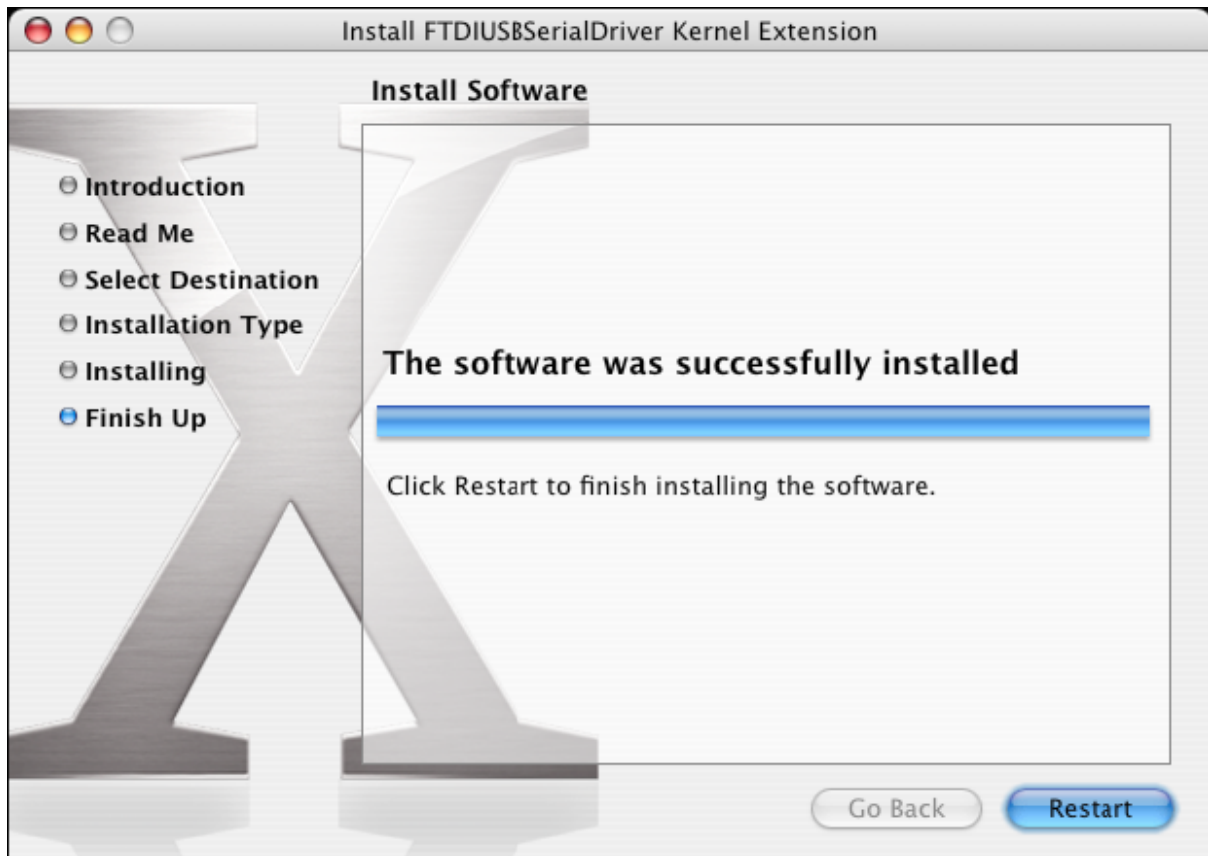 Install FTDIUSBSerialDriver Kernel Extension
Install Software
Introduction
Read Me
Select Destination
Installation Type
Installing
Finish Up
The software was successfully installed
Click Restart to finish installing the software.
Go Back
Restart